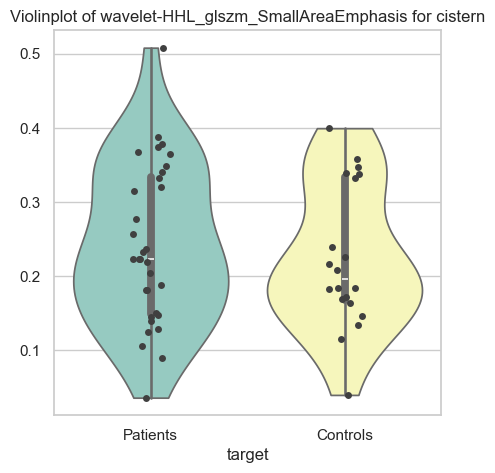 Violinplot of wavelet-HHL_glszm_SmallAreaEmphasis for cistern
0.5
0.4
0.3
0.2
0.1
Patients
Controls
target